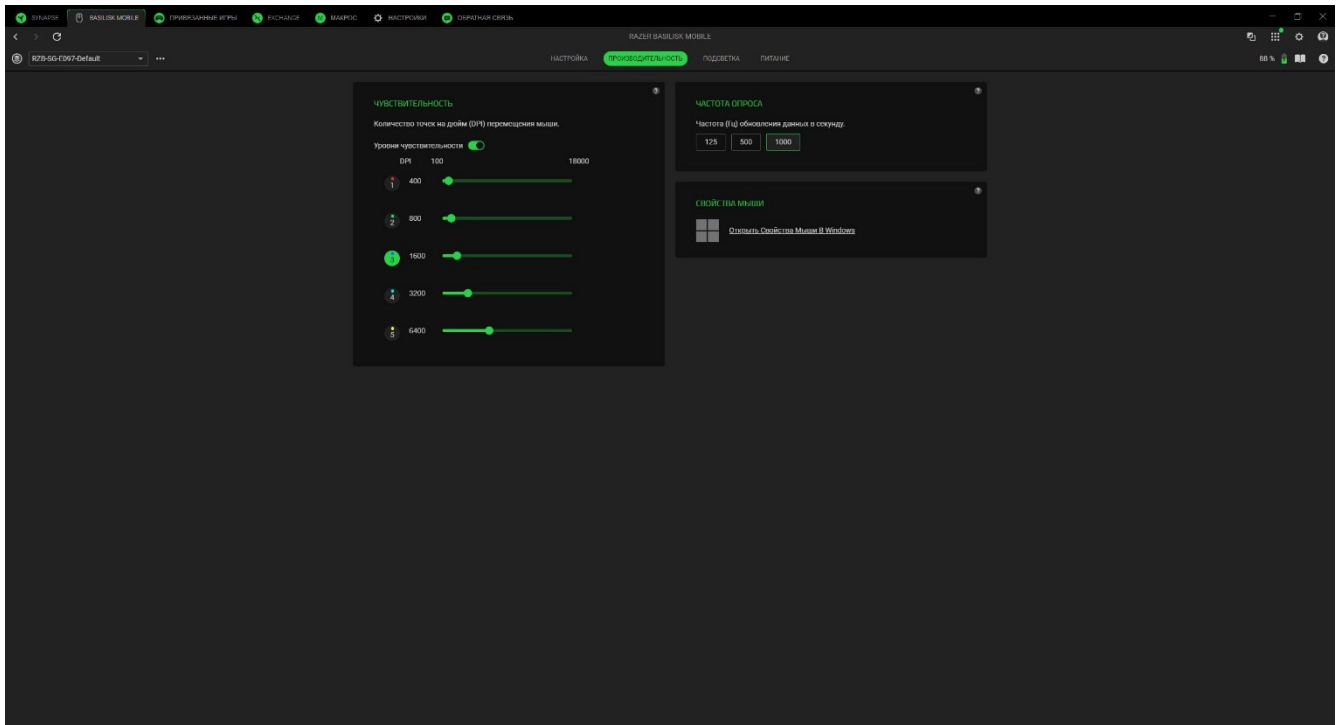 SYNAPSE BASILISK MOBILE ПРИВЯЗАННЫЕ ИГРЫ EXCHANGE МАКРОС НАСТРОЙКИ ОБРАТНАЯ СВЯЗЬ
RAZER BASILISK MOBILE
RZB-SG-E097-Default НАСТРОЙКА ПРОИЗВОДИТЕЛЬНОСТЬ ПОДСВЕТКА ПИТАНИЕ 88 %
ЧУВСТВИТЕЛЬНОСТЬ
Количество точек на дюйм (DPI) перемещения мыши.
Уровни чувствительности
DPI 100 18000
1 400
2 800
3 1600
4 3200
5 6400
ЧАСТОТА ОПРОСА
Частота (Гц) обновления данных в секунду.
125 500 1000
СВОЙСТВА МЫШИ
Открыть Свойства Мыши В Windows